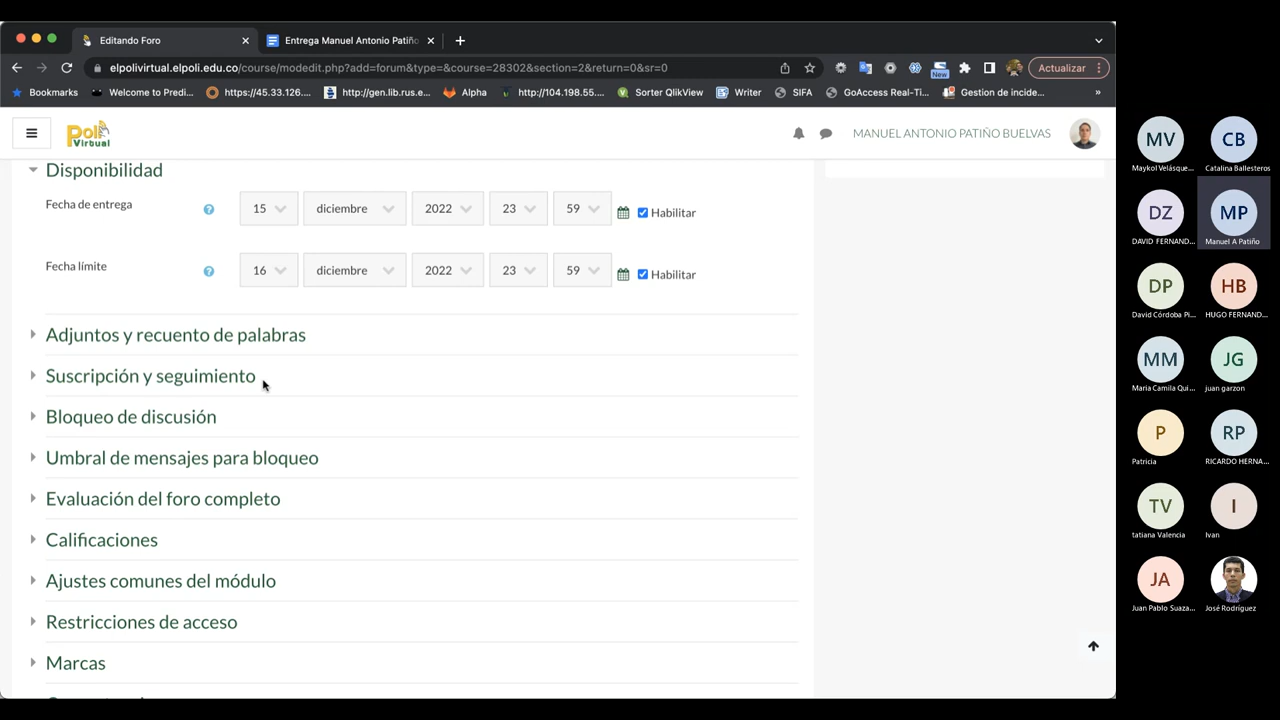 Editando Foro
Entrega Manuel Antonio Patiño
elpolivirtual.elpoli.edu.co/course/modedit.php?add=forum&type=&course=28302&section=2&return=0&sr=0
New
Actualizar
Bookmarks
Welcome to Predi...
https://45.33.126....
http://gen.lib.rus.e...
Alpha
http://104.198.55....
Sorter QlikView
Writer
SIFA
GoAccess Real-Ti...
Gestion de incide...
»
Poli Virtual
MANUEL ANTONIO PATIÑO BUELVAS
Disponibilidad
Fecha de entrega
15 diciembre 2022 23 59 Habilitar
Fecha límite
16 diciembre 2022 23 59 Habilitar
Adjuntos y recuento de palabras
Suscripción y seguimiento
Bloqueo de discusión
Umbral de mensajes para bloqueo
Evaluación del foro completo
Calificaciones
Ajustes comunes del módulo
Restricciones de acceso
Marcas
MV CB
Maykol Velásque... Catalina Ballesteros
DZ MP
DAVID FERNAND... Manuel A Patiño
DP HB
David Córdoba Pi... HUGO FERNAND...
MM JG
Maria Camila Qui... juan garzon
P RP
Patricia RICARDO HERNA...
TV I
tatiana Valencia Ivan
JA
Juan Pablo Suaza... José Rodríguez